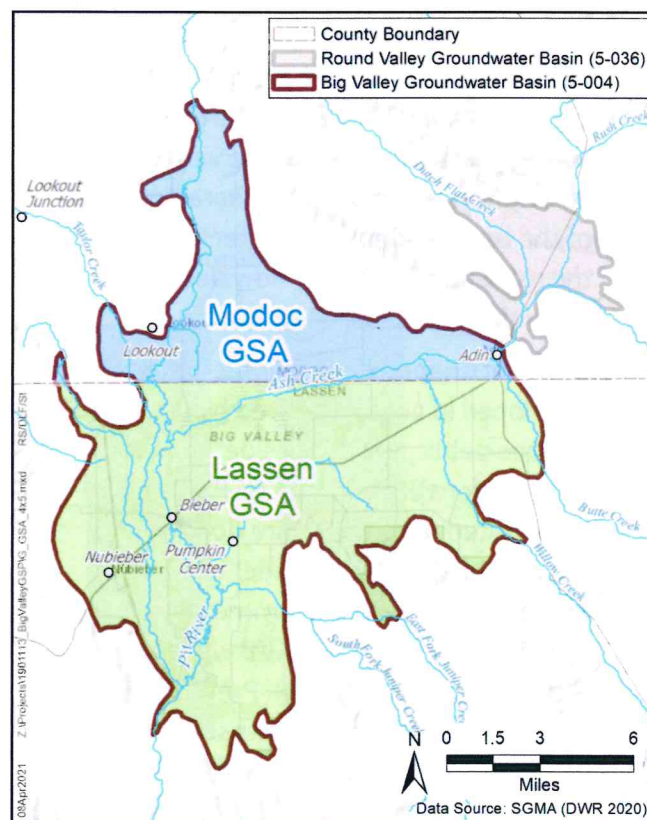 County Boundary
Round Valley Groundwater Basin (5-036)
Big Valley Groundwater Basin (5-004)
Rush Creek
Dutch Flat Creek
Lookout
Junction
Taylor Creek
Modoc
GSA
Lookout
Adin
Ash Creek
LASSEN
BIG VALLEY
Lassen
GSA
Bieber
Pumpkin
Center
Nubieber
Nubieber
Butte Creek
Willow Creek
Pit River
South Fork Juniper Creek
East Fork Juniper Cree
N
0 1.5 3 6
Miles
Data Source: SGMA (DWR 2020)
08Apr2021